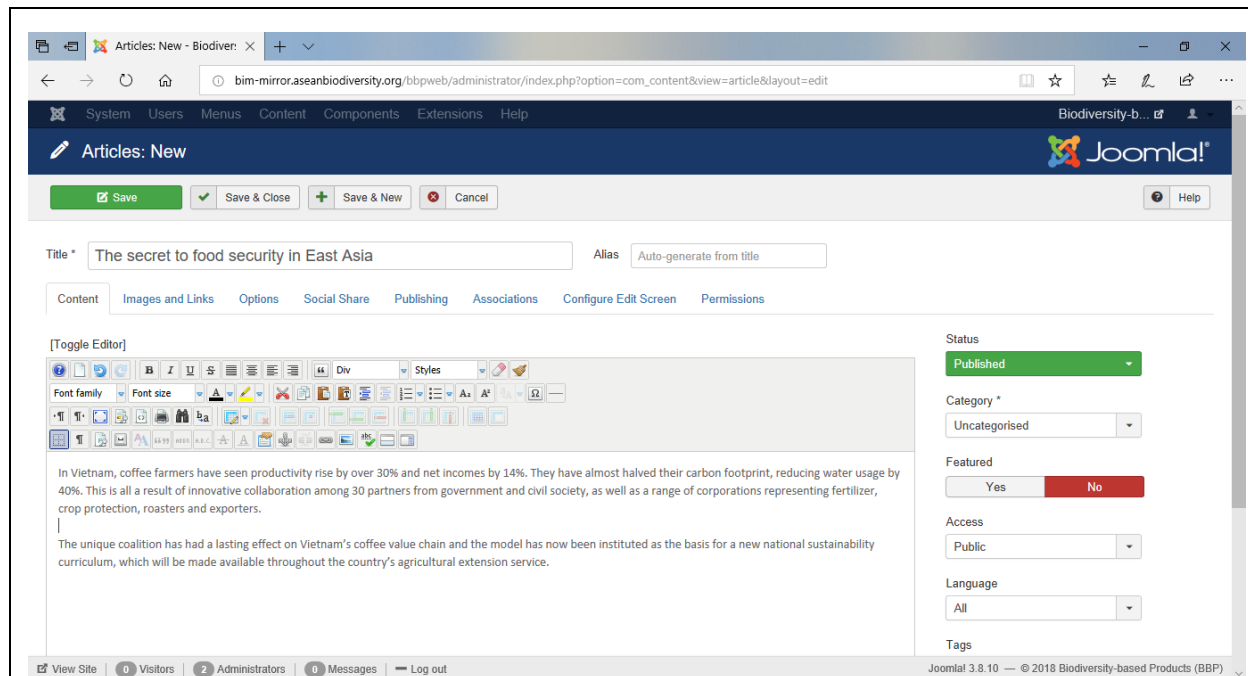 Articles: New - Biodiver:
bim-mirror.aseanbiodiversity.org/bbpweb/administrator/index.php?option=com_content&view=article&layout=edit
System Users Menus Content Components Extensions Help Biodiversity-b...
Articles: New Joomla!®
Save Save & Close Save & New Cancel Help
Title * The secret to food security in East Asia Alias Auto-generate from title
Content Images and Links Options Social Share Publishing Associations Configure Edit Screen Permissions
[Toggle Editor]
B I U S Div Styles
Font family Font size A A₂ A² Ω
In Vietnam, coffee farmers have seen productivity rise by over 30% and net incomes by 14%. They have almost halved their carbon footprint, reducing water usage by
40%. This is all a result of innovative collaboration among 30 partners from government and civil society, as well as a range of corporations representing fertilizer,
crop protection, roasters and exporters.
The unique coalition has had a lasting effect on Vietnam's coffee value chain and the model has now been instituted as the basis for a new national sustainability
curriculum, which will be made available throughout the country's agricultural extension service.
Status
Published
Category *
Uncategorised
Featured
Yes No
Access
Public
Language
All
Tags
View Site 0 Visitors 2 Administrators 0 Messages Log out Joomla! 3.8.10 — © 2018 Biodiversity-based Products (BBP)